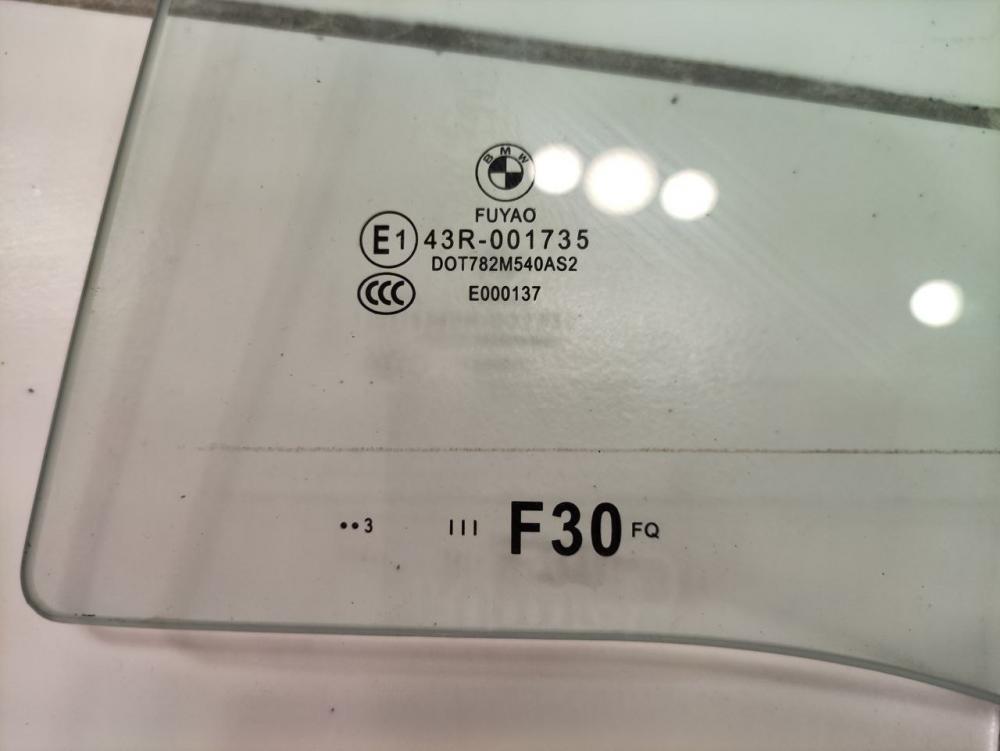 BMW
FUYAO
E1 43R-001735
DOT782M540AS2
CCC E000137
••3 III F30 FQ